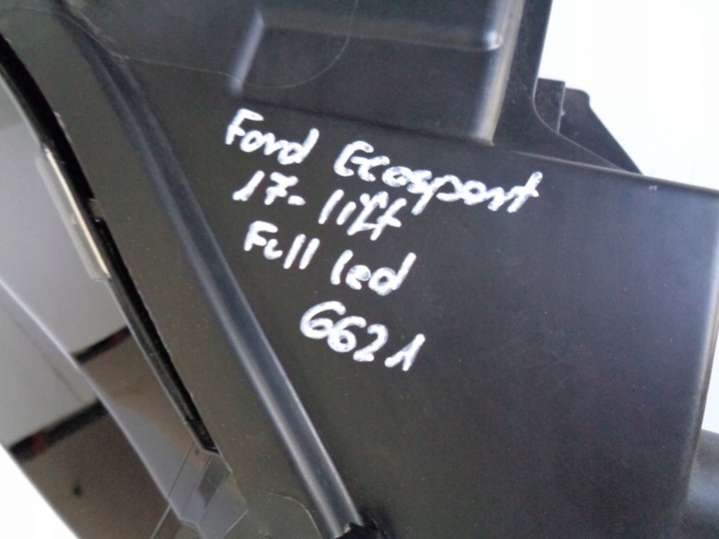 Ford Ecosport
17- lift
Full led
6621